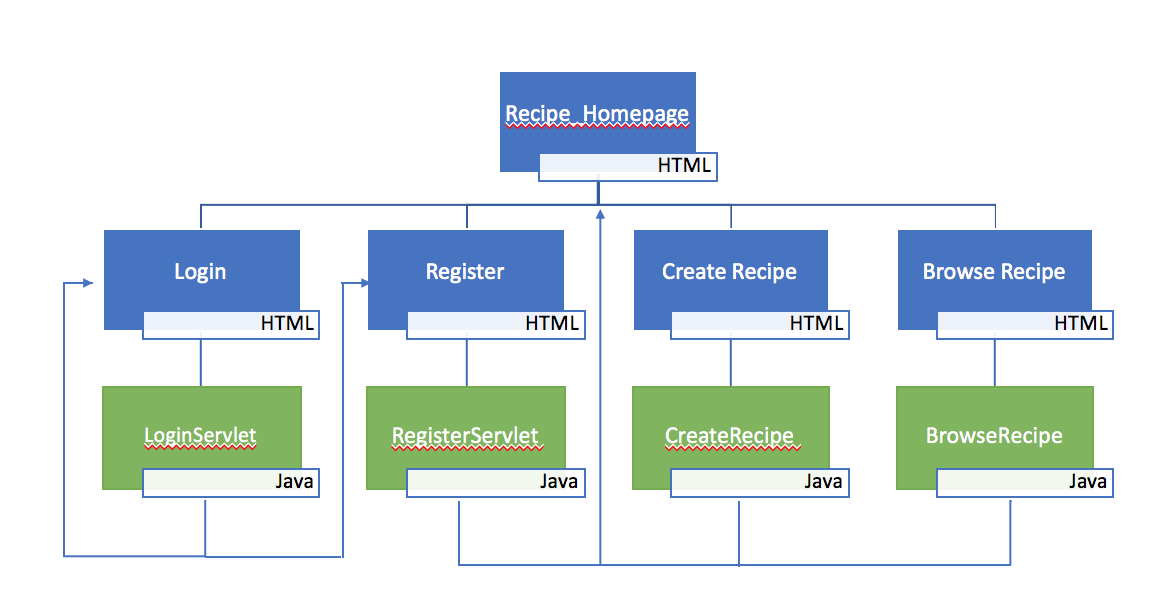 Recipe_Homepage
HTML
Login
HTML
Register
HTML
Create Recipe
HTML
Browse Recipe
HTML
LoginServlet
Java
RegisterServlet
Java
CreateRecipe
Java
BrowseRecipe
Java